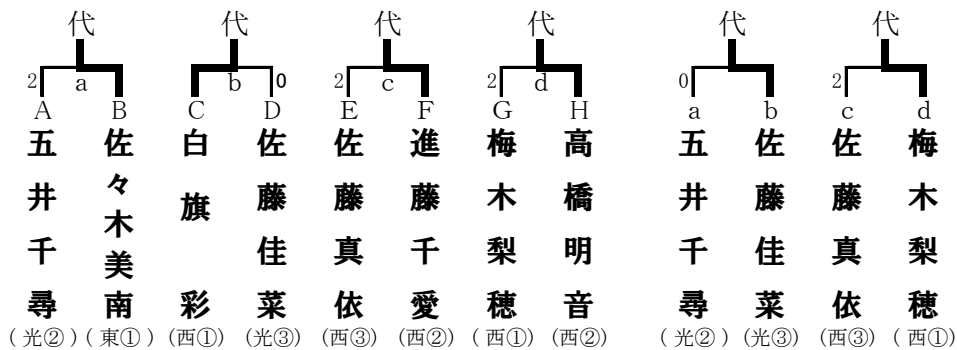 代 代 代 代 代 代
2 a b 0 2 c 2 d 0 2
A B C D E F G H a b c d
五井千尋 佐々木美南 白旗彩 佐藤佳菜 佐藤真依 進藤千愛 梅木梨穂 高橋明音 五井千尋 佐藤佳菜 佐藤真依 梅木梨穂
(光②) (東①) (西①) (光③) (西③) (西②) (西①) (西②) (光②) (光③) (西③) (西①)